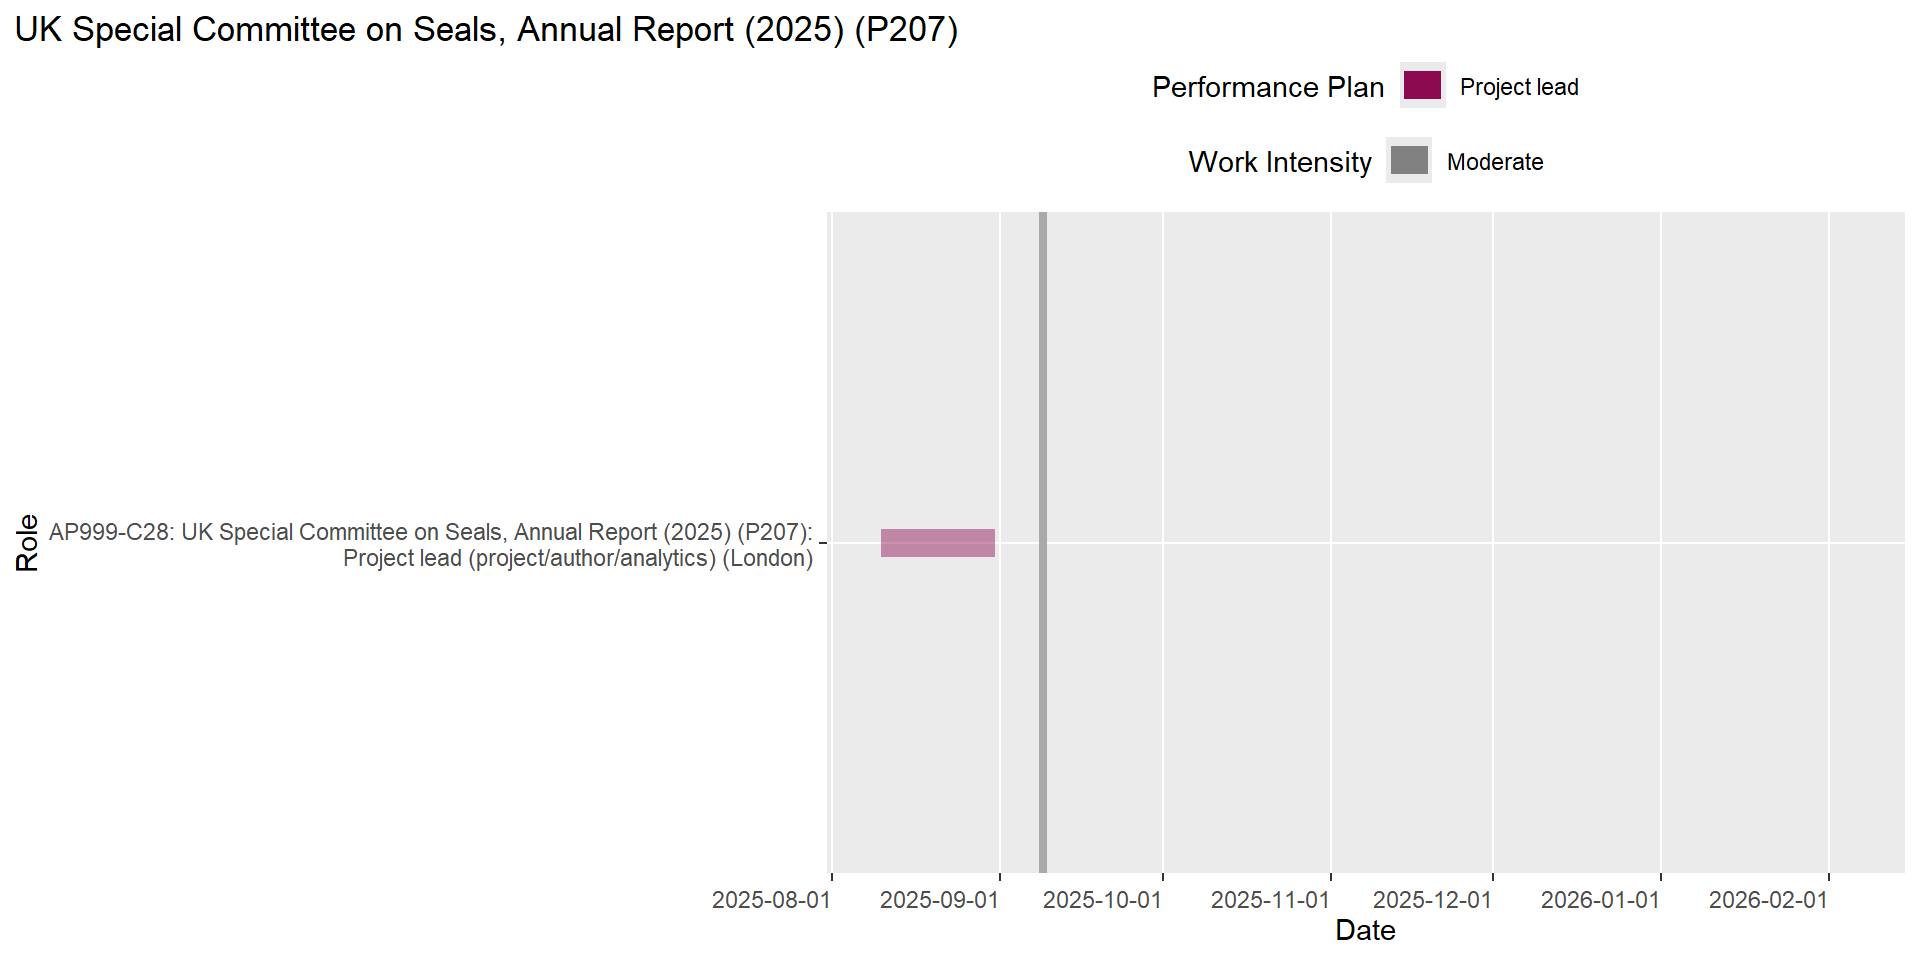 UK Special Committee on Seals, Annual Report (2025) (P207)
Performance Plan
Project lead
Work Intensity
Moderate
Role
AP999-C28: UK Special Committee on Seals, Annual Report (2025) (P207):
Project lead (project/author/analytics) (London)
2025-08-01
2025-09-01
2025-10-01
2025-11-01
2025-12-01
2026-01-01
2026-02-01
Date